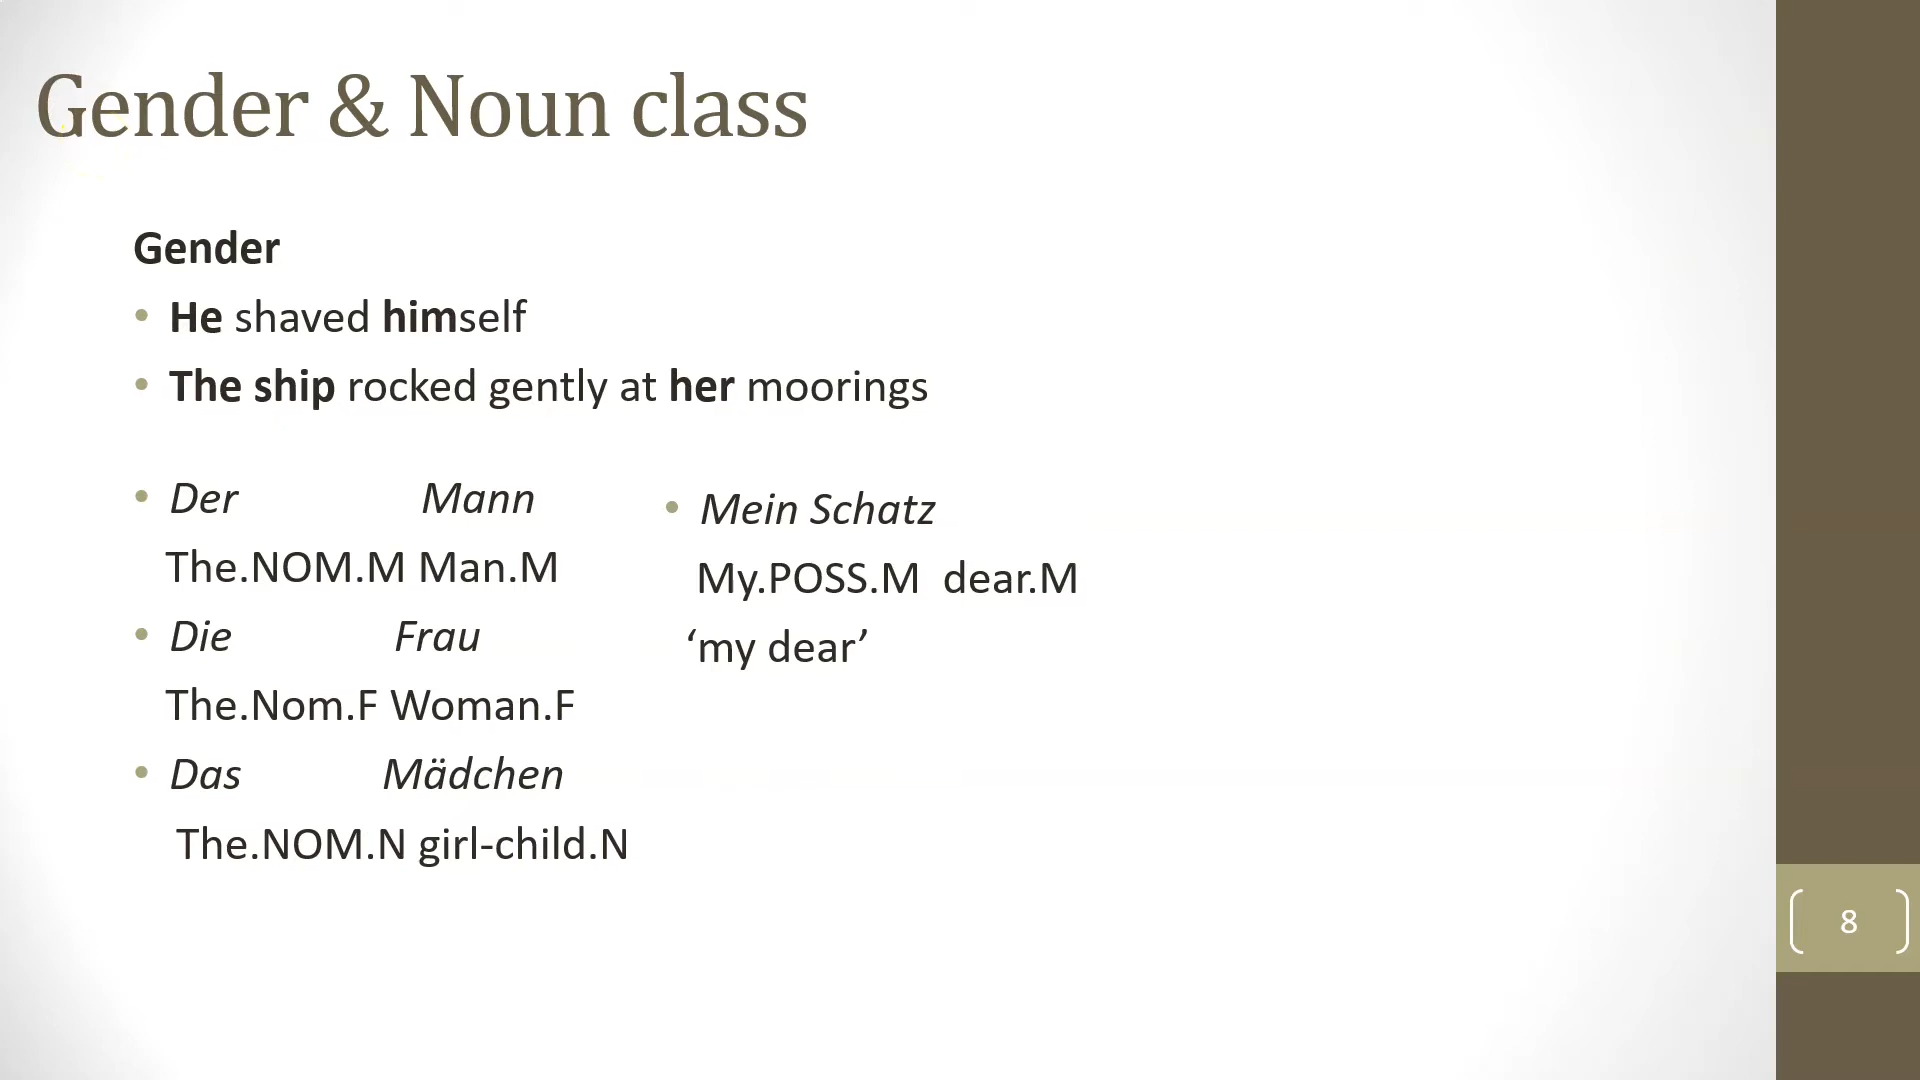 Gender & Noun class
Gender
• He shaved himself
• The ship rocked gently at her moorings
• Der Mann
The.NOM.M Man.M
• Die Frau
The.Nom.F Woman.F
• Das Mädchen
The.NOM.N girl-child.N
• Mein Schatz
My.POSS.M dear.M
‘my dear’
8